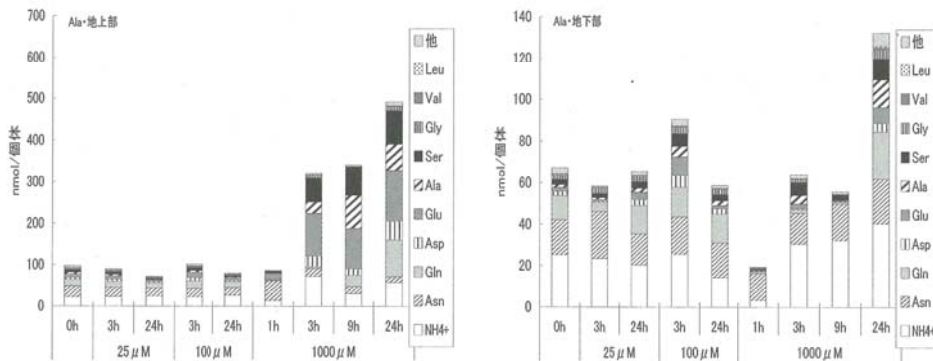 Ala・地上部
nmol/個体
700
600
500
400
300
200
100
0
0h 3h 24h 3h 24h 1h 3h 9h 24h
25μM 100μM 1000μM
他
Leu
Val
Gly
Ser
Ala
Glu
Asp
Gln
Asn
NH4+
Ala・地下部
nmol/個体
140
120
100
80
60
40
20
0
0h 3h 24h 3h 24h 1h 3h 9h 24h
25μM 100μM 1000μM
他
Leu
Val
Gly
Ser
Ala
Glu
Asp
Gln
Asn
NH4+